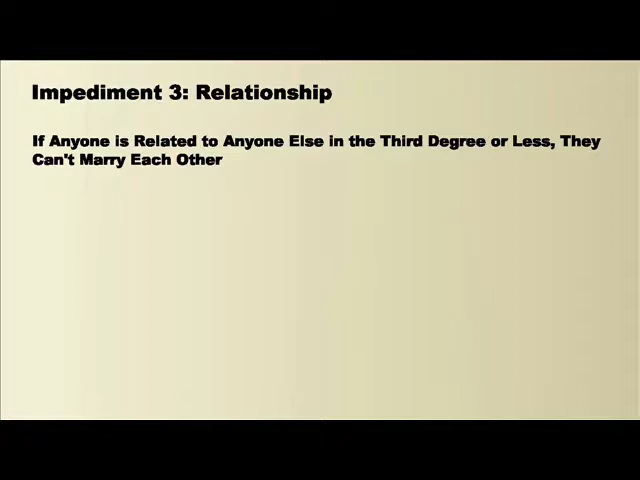 Impediment 3: Relationship
If Anyone is Related to Anyone Else in the Third Degree or Less, They
Can't Marry Each Other